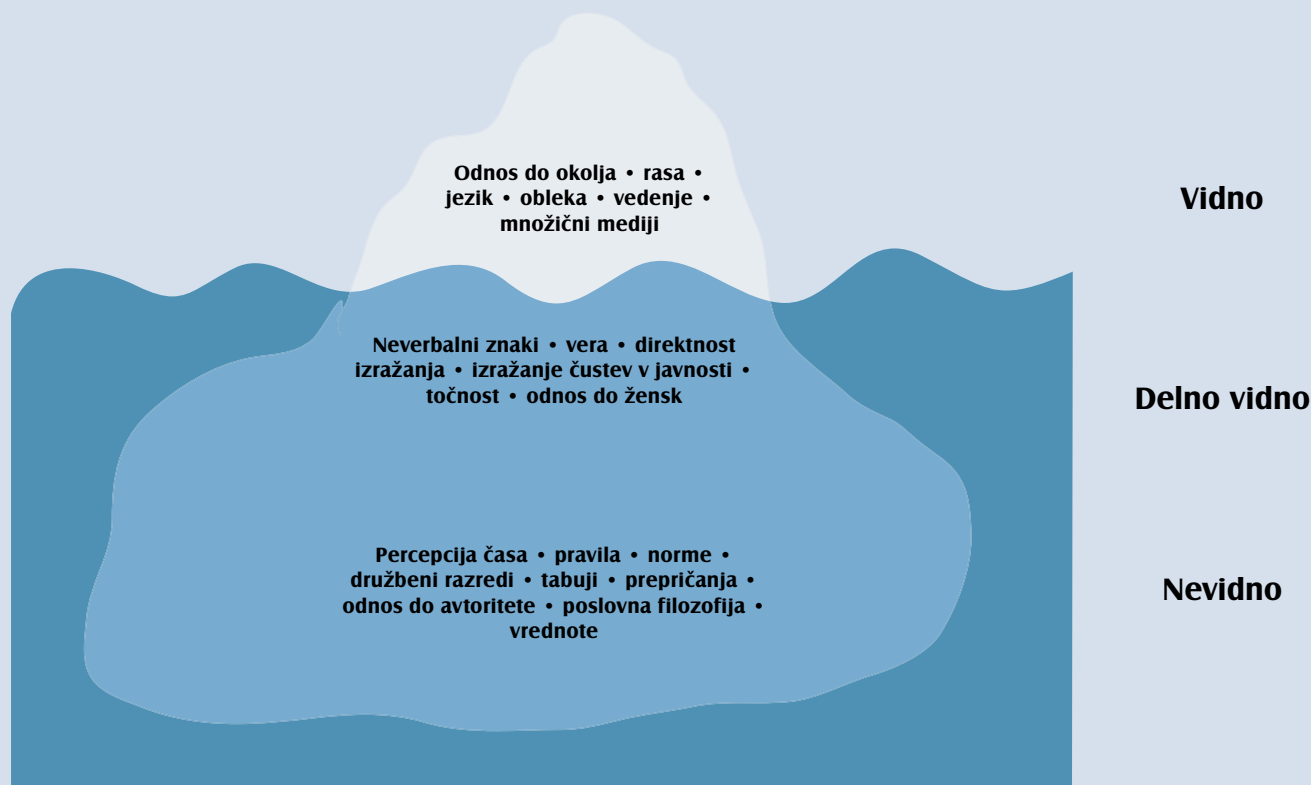 Odnos do okolja • rasa •
jezik • obleka • vedenje •
množični mediji
Vidno
Neverbalni znaki • vera • direktnost
izražanja • izražanje čustev v javnosti •
točnost • odnos do žensk
Delno vidno
Percepcija časa • pravila • norme •
družbeni razredi • tabuji • prepričanja •
odnos do avtoritete • poslovna filozofija •
vrednote
Nevidno